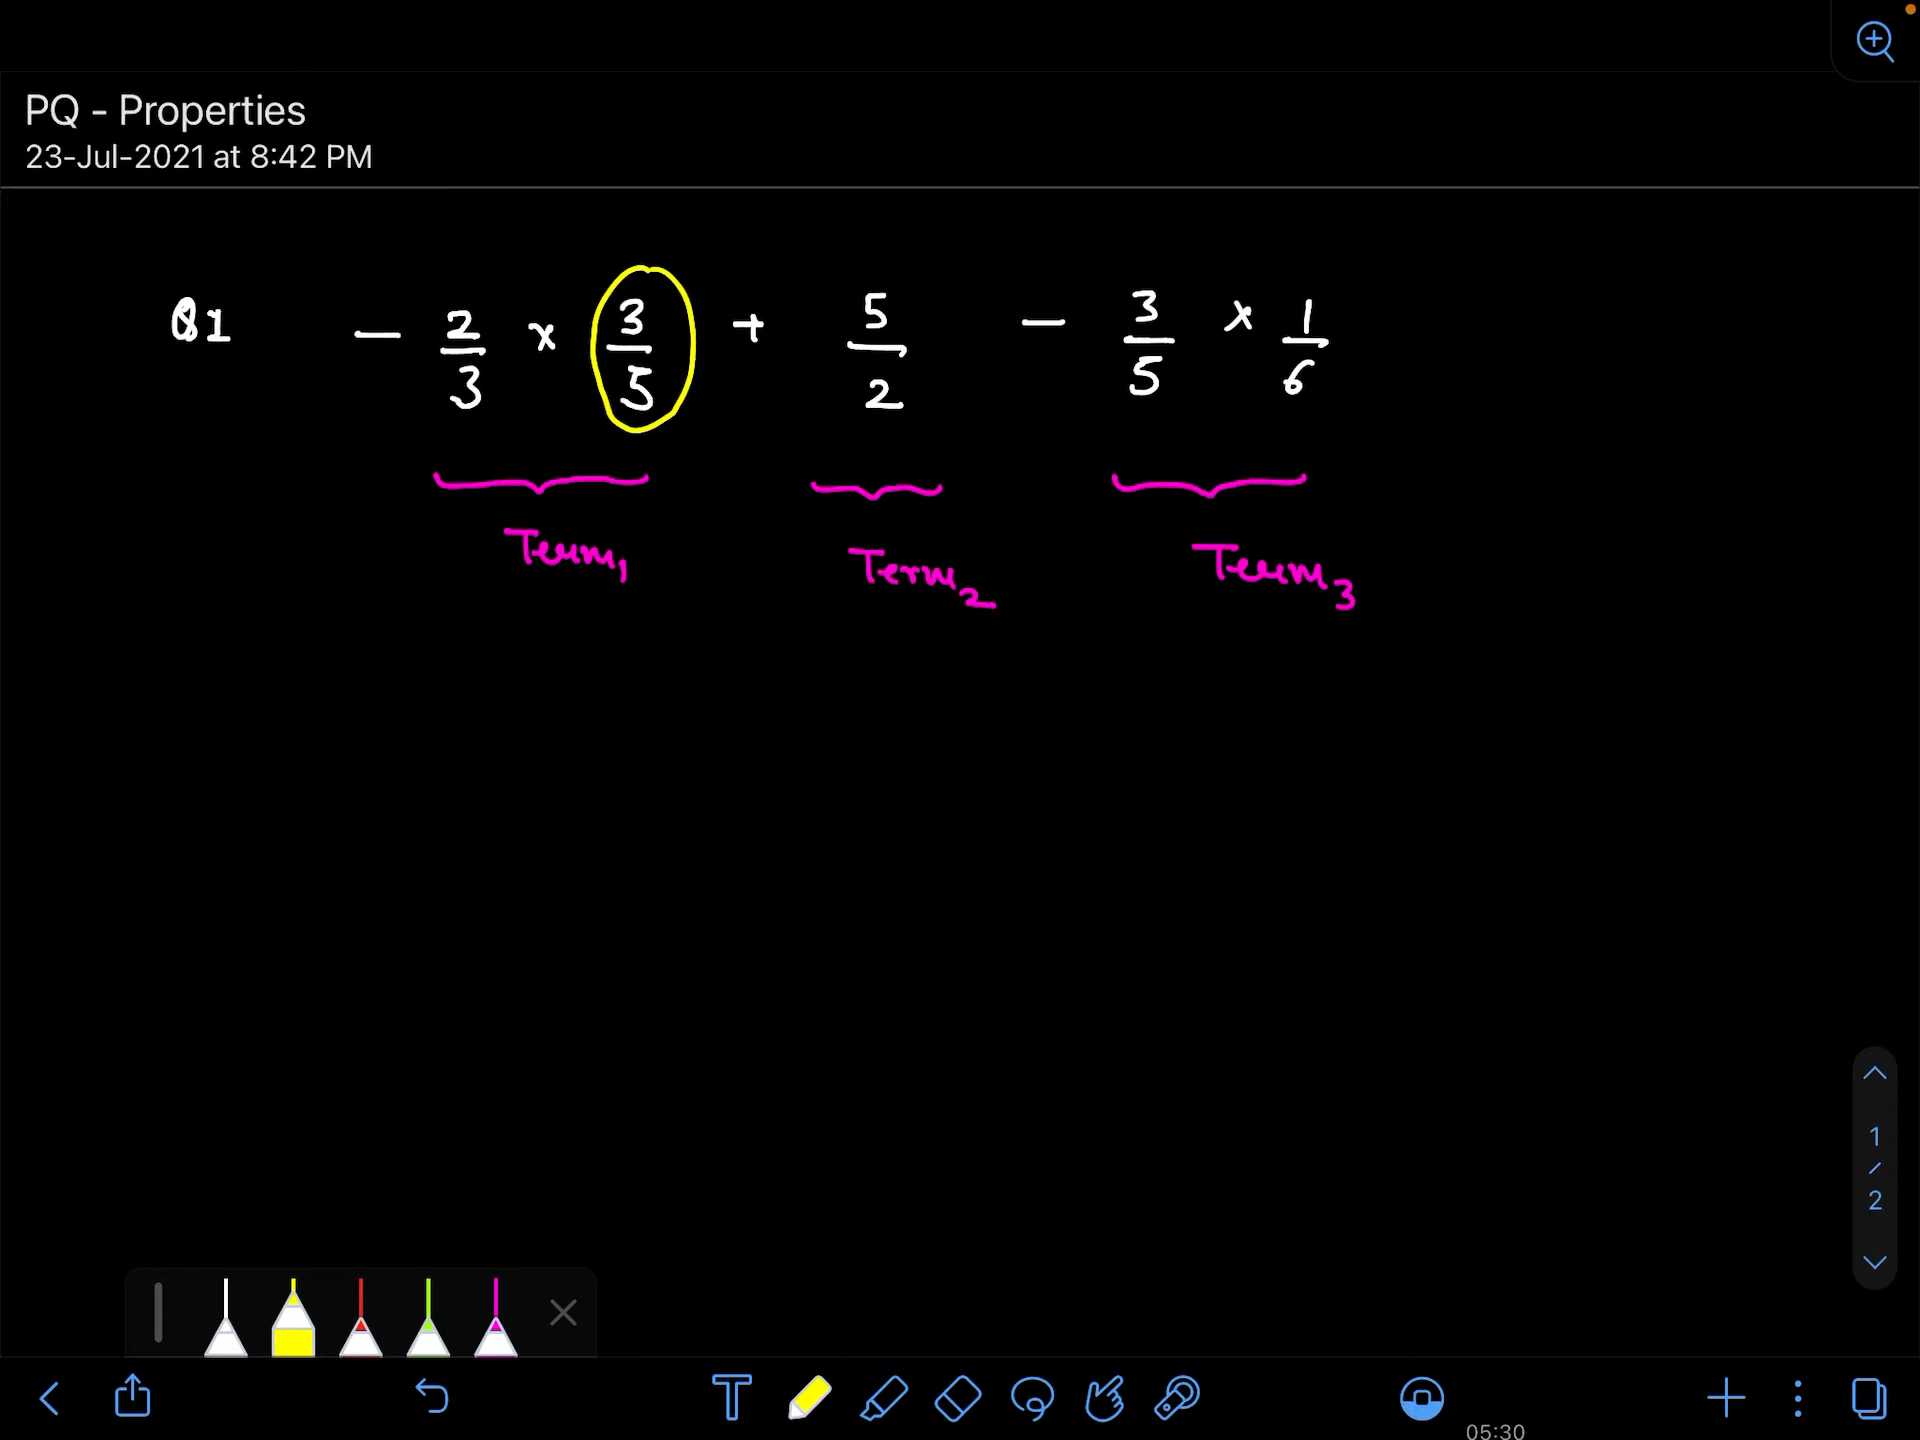 PQ - Properties
23-Jul-2021 at 8:42 PM
Q1 - 2/3 x 3/5 + 5/2 - 3/5 x 1/6
Term1 Term2 Term3
1
/
2
05:30